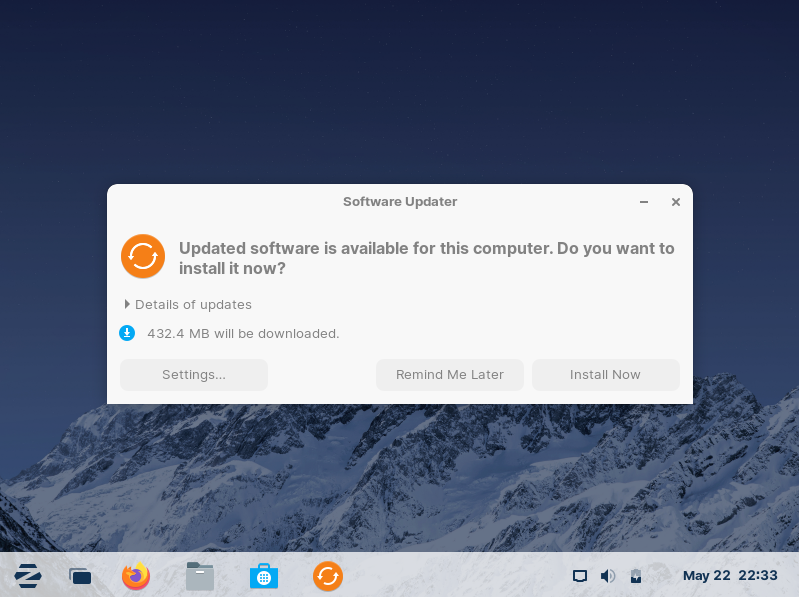 Software Updater
Updated software is available for this computer. Do you want to
install it now?
Details of updates
432.4 MB will be downloaded.
Settings...
Remind Me Later
Install Now
May 22 22:33